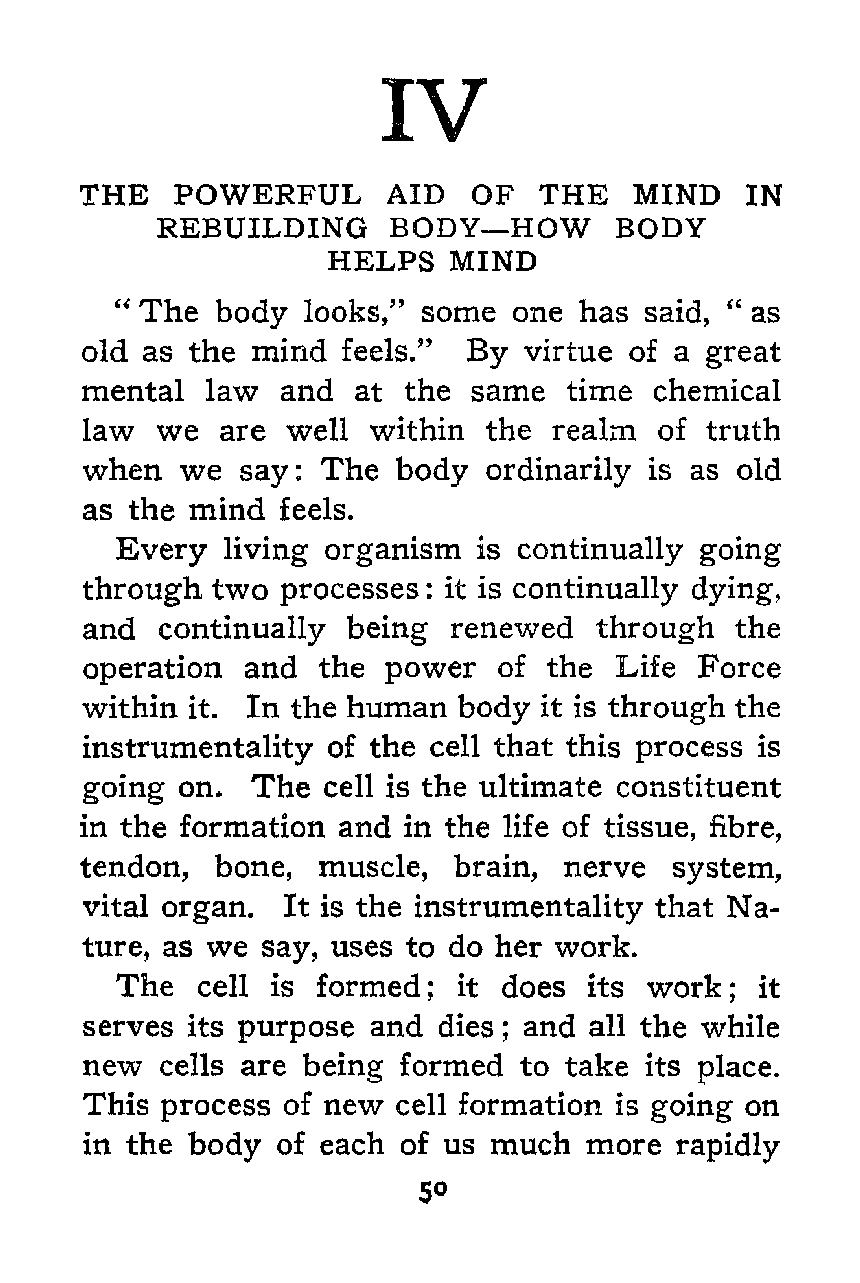 IV
THE POWERFUL AID OF THE MIND IN
REBUILDING BODY—HOW BODY
HELPS MIND
“ The body looks,” some one has said, “ as
old as the mind feels.” By virtue of a great
mental law and at the same time chemical
law we are well within the realm of truth
when we say: The body ordinarily is as old
as the mind feels.
Every living organism is continually going
through two processes: it is continually dying,
and continually being renewed through the
operation and the power of the Life Force
within it. In the human body it is through the
instrumentality of the cell that this process is
going on. The cell is the ultimate constituent
in the formation and in the life of tissue, fibre,
tendon, bone, muscle, brain, nerve system,
vital organ. It is the instrumentality that Na-
ture, as we say, uses to do her work.
The cell is formed; it does its work; it
serves its purpose and dies; and all the while
new cells are being formed to take its place.
This process of new cell formation is going on
in the body of each of us much more rapidly
50